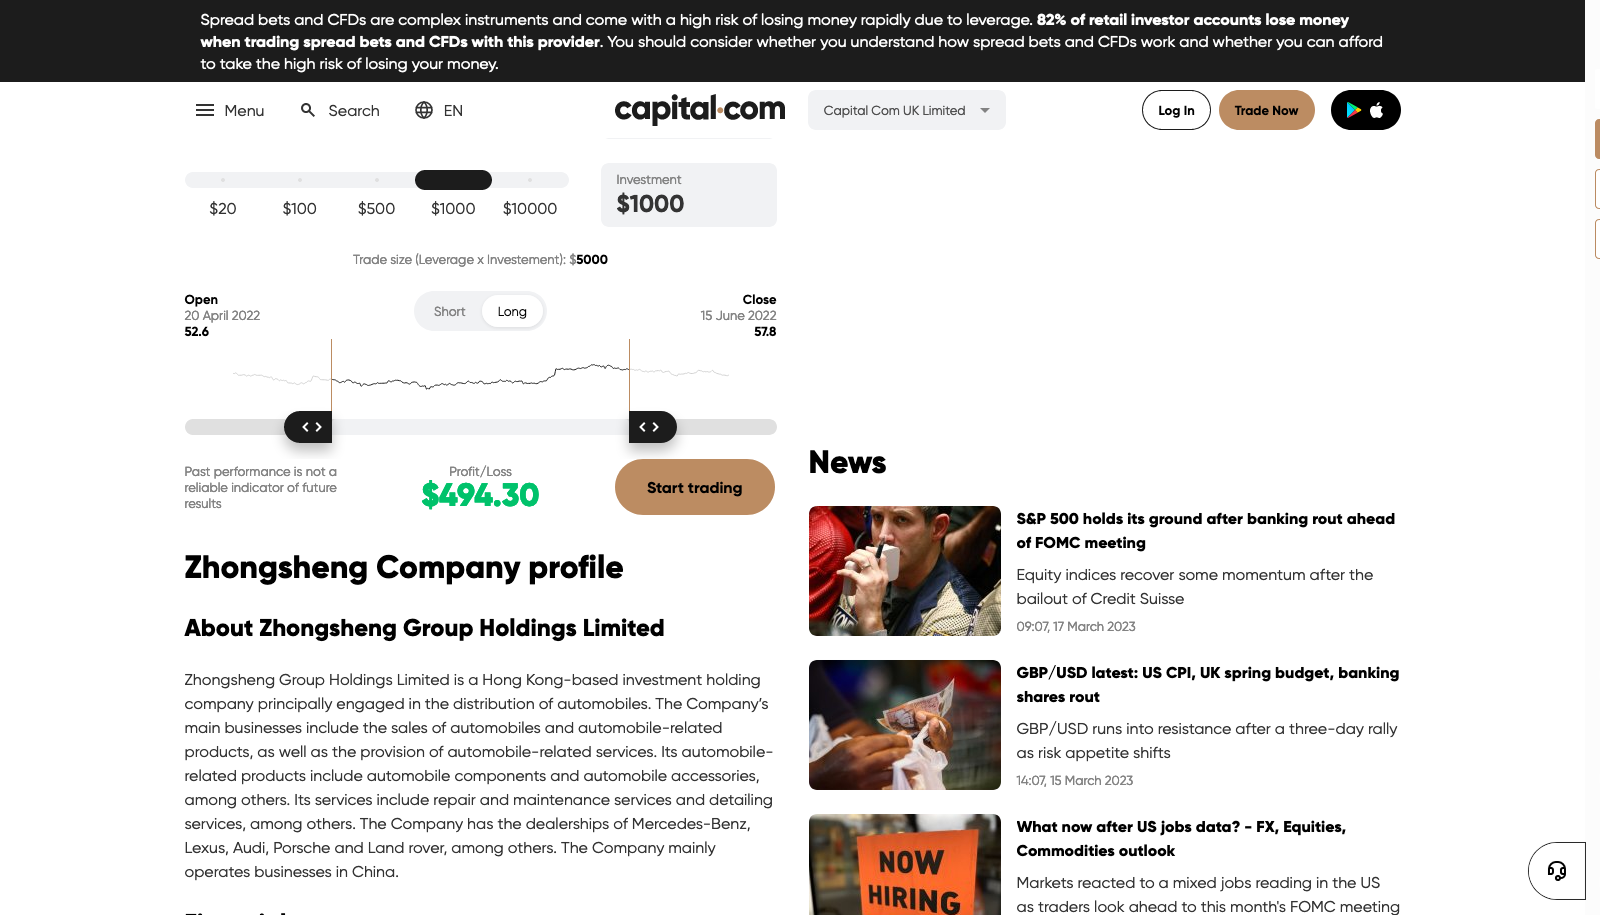 Spread bets and CFDs are complex instruments and come with a high risk of losing money rapidly due to leverage. 82% of retail investor accounts lose money
when trading spread bets and CFDs with this provider. You should consider whether you understand how spread bets and CFDs work and whether you can afford
to take the high risk of losing your money.
Menu
Search
EN
capital.com
Capital Com UK Limited
Log In
Trade Now
$20
$100
$500
$1000
$10000
Investment
$1000
Trade size (Leverage x Investement): $5000
Open
20 April 2022
52.6
Short
Long
Close
15 June 2022
57.8
Past performance is not a
reliable indicator of future
results
Profit/Loss
$494.30
Start trading
Zhongsheng Company profile
About Zhongsheng Group Holdings Limited
Zhongsheng Group Holdings Limited is a Hong Kong-based investment holding
company principally engaged in the distribution of automobiles. The Company’s
main businesses include the sales of automobiles and automobile-related
products, as well as the provision of automobile-related services. Its automobile-
related products include automobile components and automobile accessories,
among others. Its services include repair and maintenance services and detailing
services, among others. The Company has the dealerships of Mercedes-Benz,
Lexus, Audi, Porsche and Land rover, among others. The Company mainly
operates businesses in China.
News
S&P 500 holds its ground after banking rout ahead
of FOMC meeting
Equity indices recover some momentum after the
bailout of Credit Suisse
09:07, 17 March 2023
GBP/USD latest: US CPI, UK spring budget, banking
shares rout
GBP/USD runs into resistance after a three-day rally
as risk appetite shifts
14:07, 15 March 2023
NOW
HIRING
What now after US jobs data? - FX, Equities,
Commodities outlook
Markets reacted to a mixed jobs reading in the US
as traders look ahead to this month's FOMC meeting